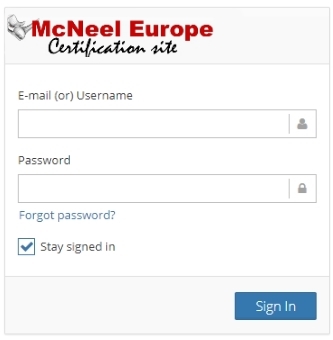 McNeel Europe
Certification site
E-mail (or) Username
Password
Forgot password?
Stay signed in
Sign In